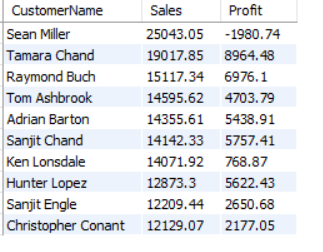 CustomerName Sales Profit
Sean Miller 25043.05 -1980.74
Tamara Chand 19017.85 8964.48
Raymond Buch 15117.34 6976.1
Tom Ashbrook 14595.62 4703.79
Adrian Barton 14355.61 5438.91
Sanjit Chand 14142.33 5757.41
Ken Lonsdale 14071.92 768.87
Hunter Lopez 12873.3 5622.43
Sanjit Engle 12209.44 2650.68
Christopher Conant 12129.07 2177.05